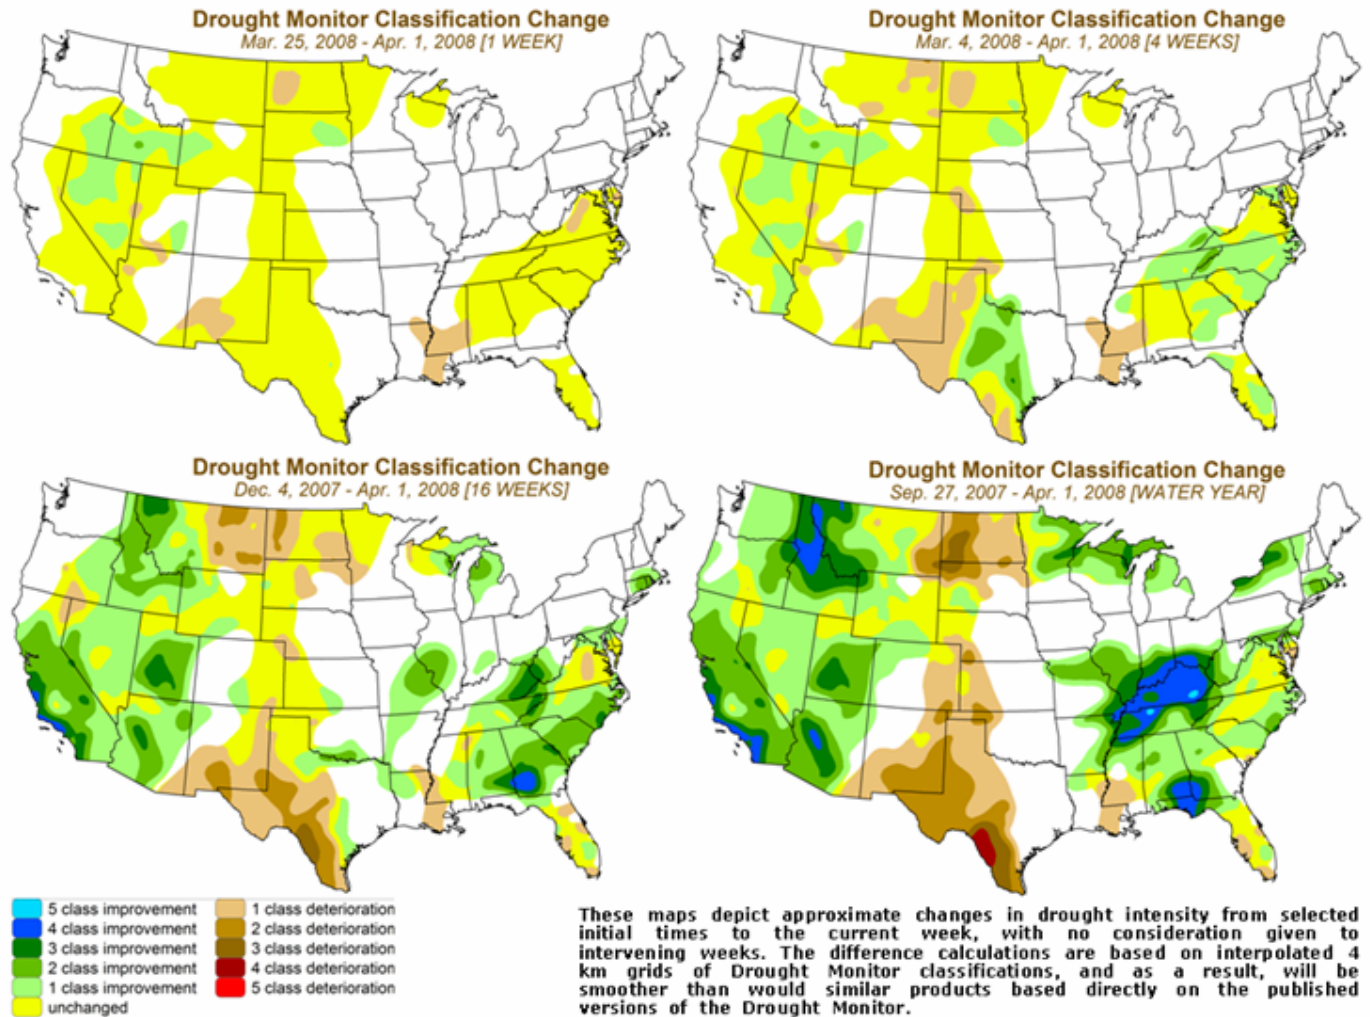 Drought Monitor Classification Change
Mar. 25, 2008 - Apr. 1, 2008 [1 WEEK]
Drought Monitor Classification Change
Mar. 4, 2008 - Apr. 1, 2008 [4 WEEKS]
Drought Monitor Classification Change
Dec. 4, 2007 - Apr. 1, 2008 [16 WEEKS]
Drought Monitor Classification Change
Sep. 27, 2007 - Apr. 1, 2008 [WATER YEAR]
5 class improvement
4 class improvement
3 class improvement
2 class improvement
1 class improvement
unchanged
1 class deterioration
2 class deterioration
3 class deterioration
4 class deterioration
5 class deterioration
These maps depict approximate changes in drought intensity from selected
initial times to the current week, with no consideration given to
intervening weeks. The difference calculations are based on interpolated 4
km grids of Drought Monitor classifications, and as a result, will be
smoother than would similar products based directly on the published
versions of the Drought Monitor.